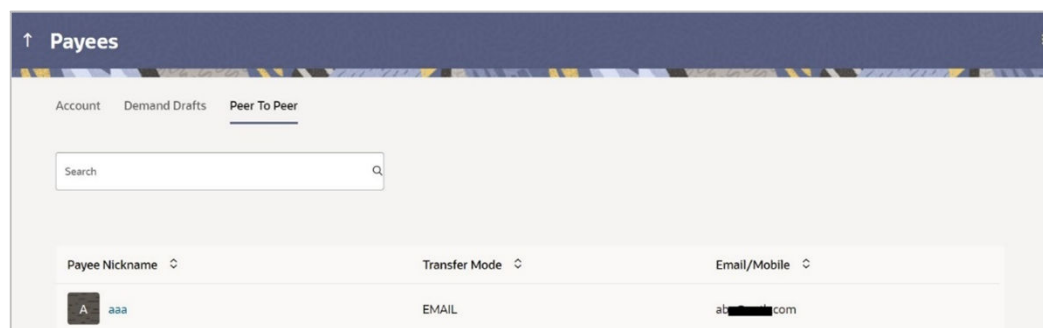 Payees
Account Demand Drafts Peer To Peer
Search
Payee Nickname Transfer Mode Email/Mobile
A aaa EMAIL